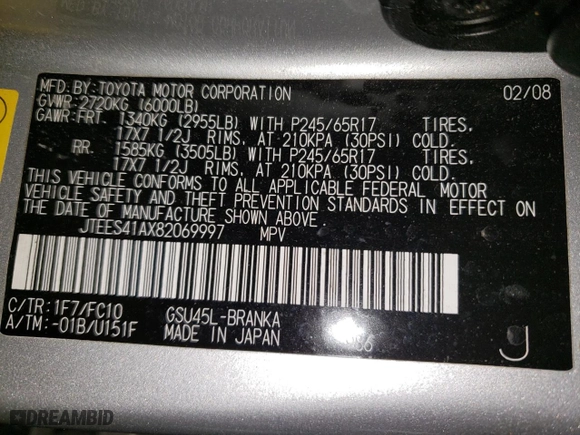 MFD. BY: TOYOTA MOTOR CORPORATION 02/08
GVWR: 2720KG (6000LB)
GAWR: FRT. 1340KG (2955LB) WITH P245/65R17 TIRES,
17X7 1/2J RIMS, AT 210KPA (30PSI) COLD.
RR. 1585KG (3505LB) WITH P245/65R17 TIRES,
17X7 1/2J RIMS, AT 210KPA (30PSI) COLD.
THIS VEHICLE CONFORMS TO ALL APPLICABLE FEDERAL MOTOR
VEHICLE SAFETY AND THEFT PREVENTION STANDARDS IN EFFECT ON
THE DATE OF MANUFACTURE SHOWN ABOVE.
JTEES41AX82069997 MPV
C/TR: 1F7/FC10 GSU45L-BRANKA
A/TM: -01B/U151F MADE IN JAPAN J
DREAMBID